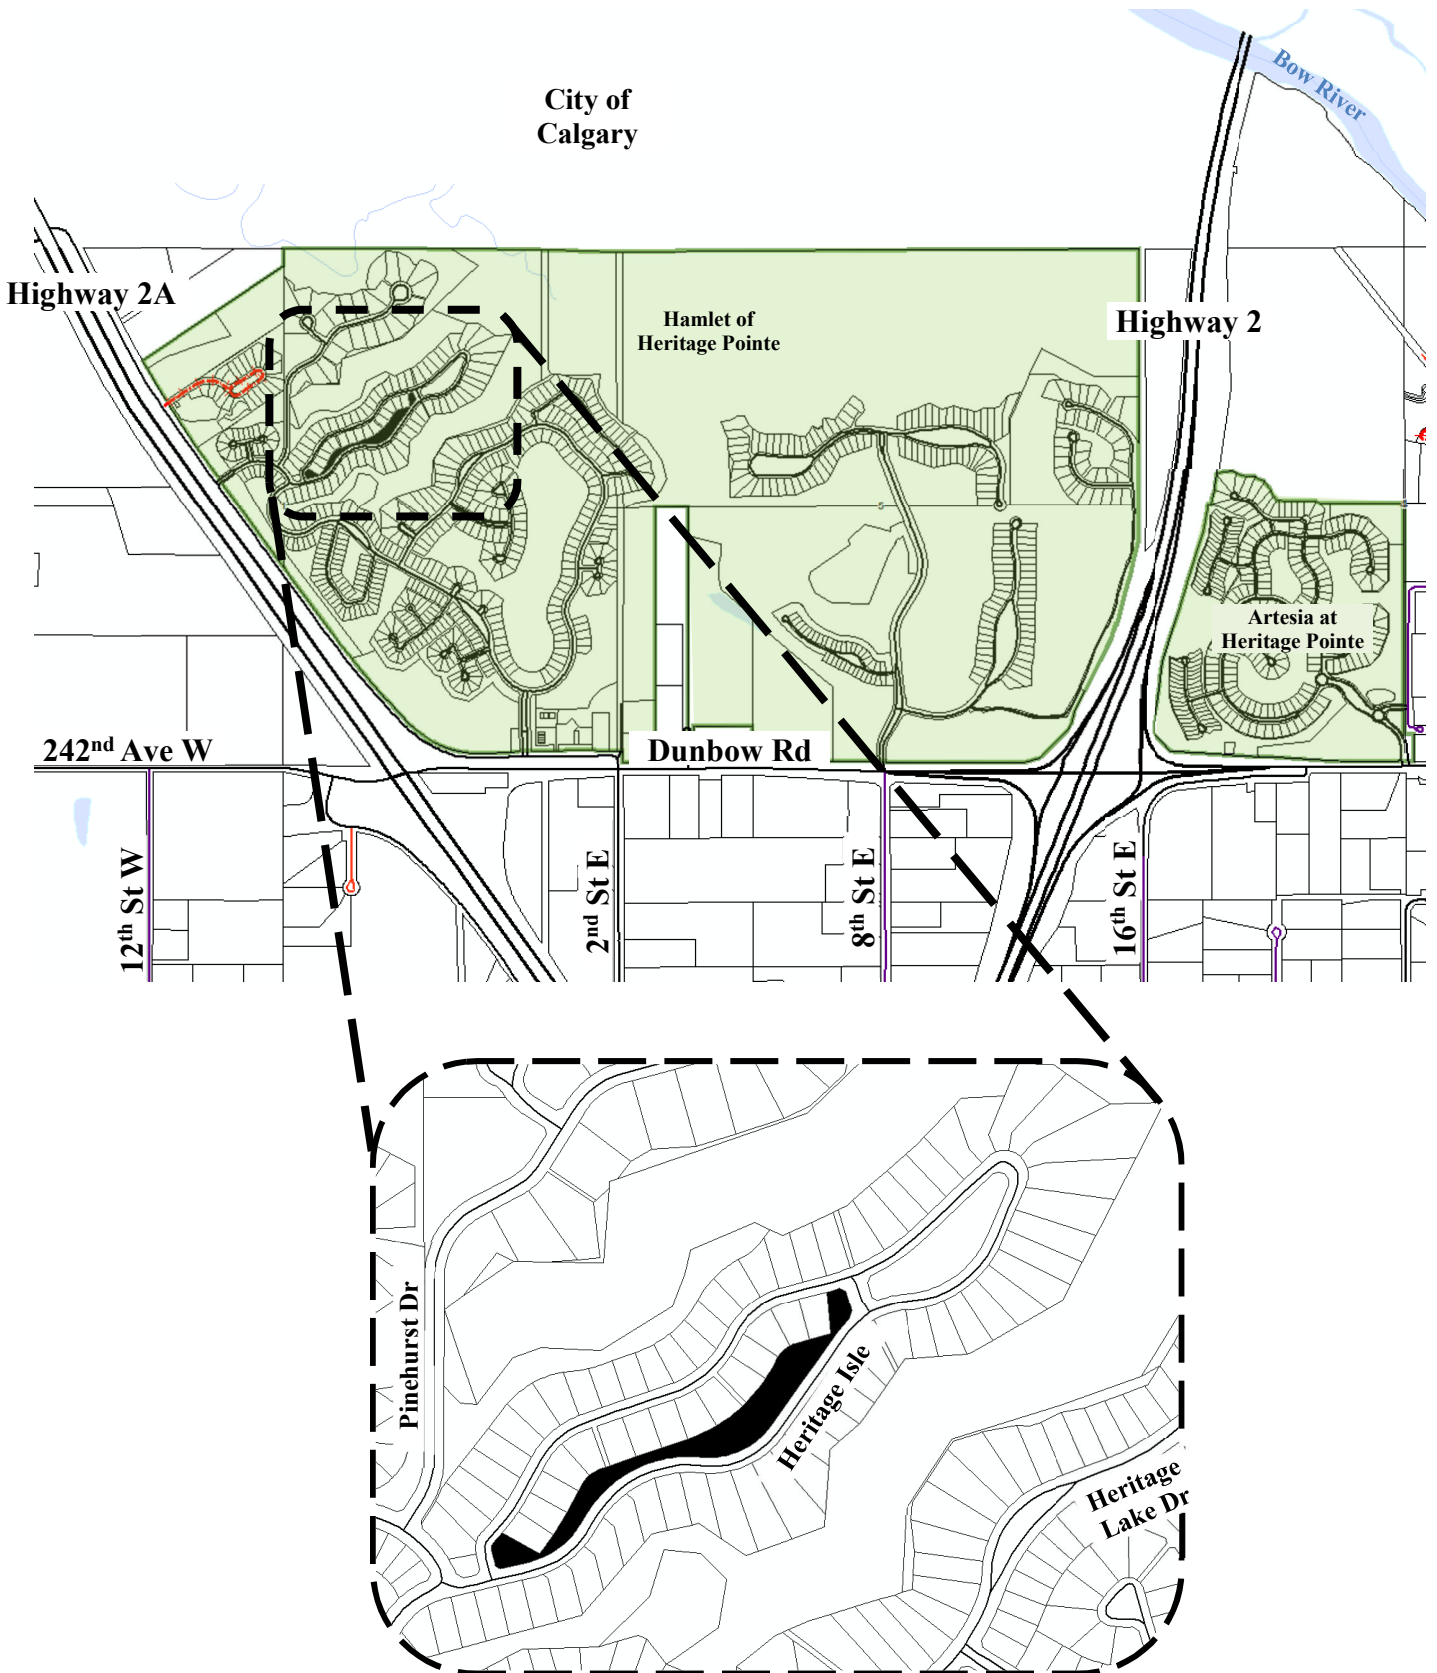 City of
Calgary
Bow River
Highway 2A
Hamlet of
Heritage Pointe
Highway 2
Artesia at
Heritage Pointe
242nd Ave W
Dunbow Rd
12th St W
2nd St E
8th St E
16th St E
Pinehurst Dr
Heritage Isle
Heritage
Lake Dr